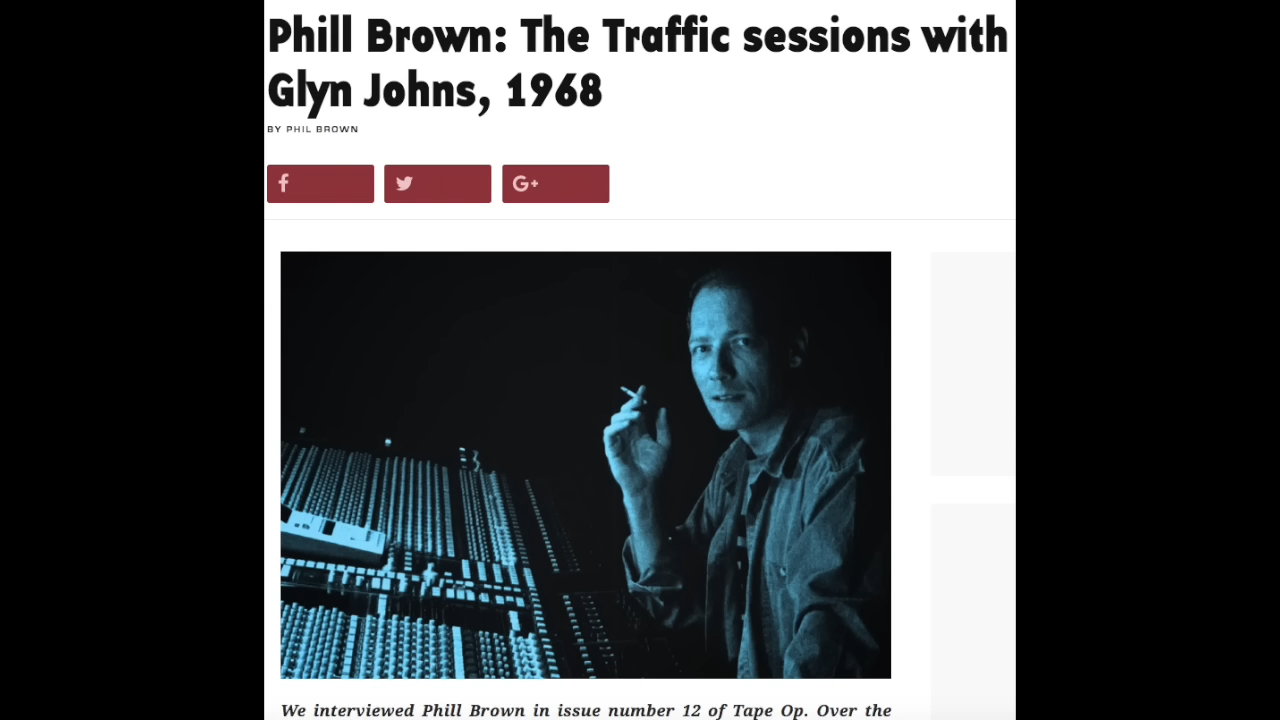 Phill Brown: The Traffic sessions with
Glyn Johns, 1968
BY PHIL BROWN
G+
We interviewed Phill Brown in issue number 12 of Tape Op. Over the